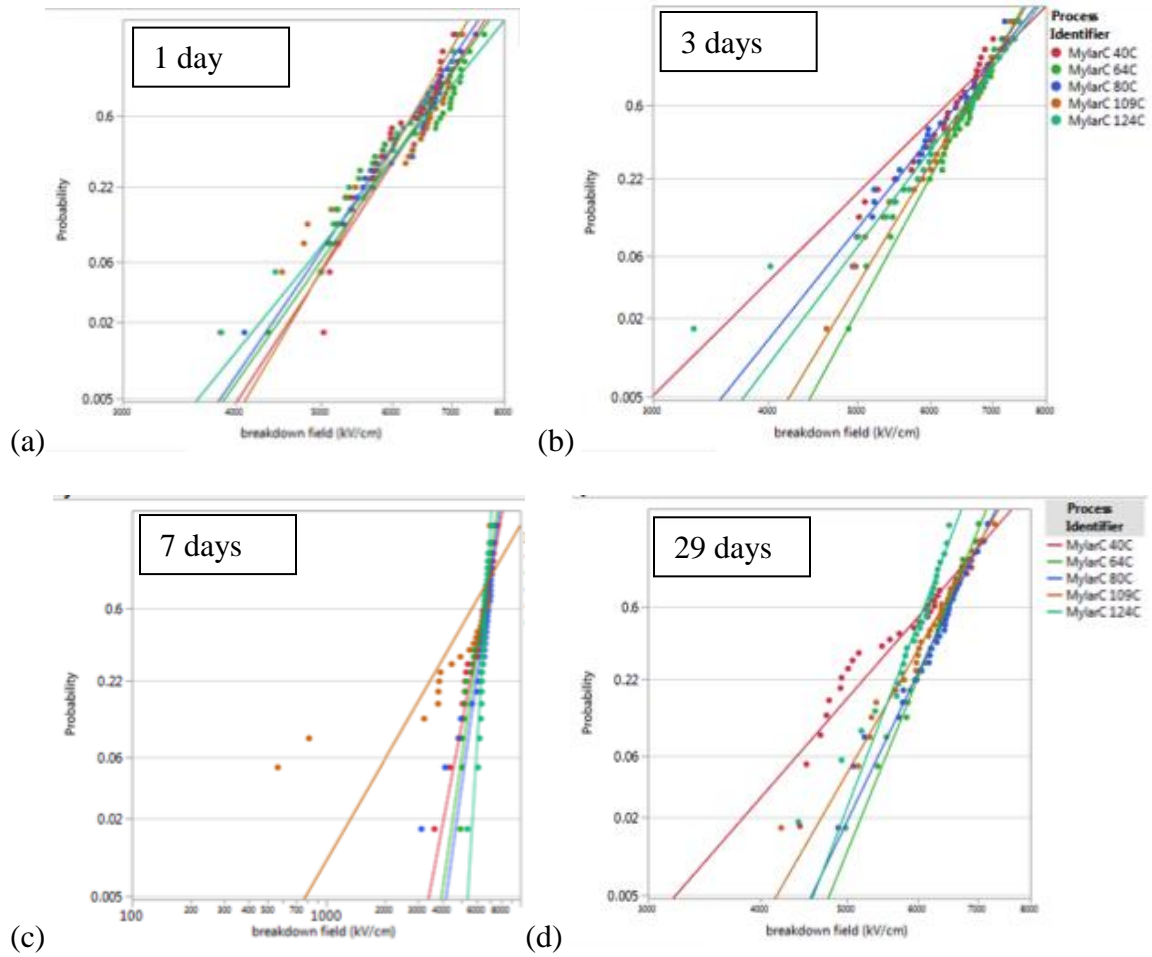 1 day
Probability
0.6
0.22
0.06
0.02
0.005
3000 4000 5000 6000 7000 8000
breakdown field (kV/cm)
(a)
3 days
Probability
0.6
0.22
0.06
0.02
0.005
3000 4000 5000 6000 7000 8000
breakdown field (kV/cm)
(b)
Process
Identifier
MylarC 40C
MylarC 64C
MylarC 80C
MylarC 109C
MylarC 124C
7 days
Probability
0.6
0.22
0.06
0.02
0.005
100 200 300 400 500 700 1000 2000 3000 4000 6000 8000
breakdown field (kV/cm)
(c)
29 days
Probability
0.6
0.22
0.06
0.02
0.005
3000 4000 5000 6000 7000 8000
breakdown field (kV/cm)
(d)
Process
Identifier
MylarC 40C
MylarC 64C
MylarC 80C
MylarC 109C
MylarC 124C